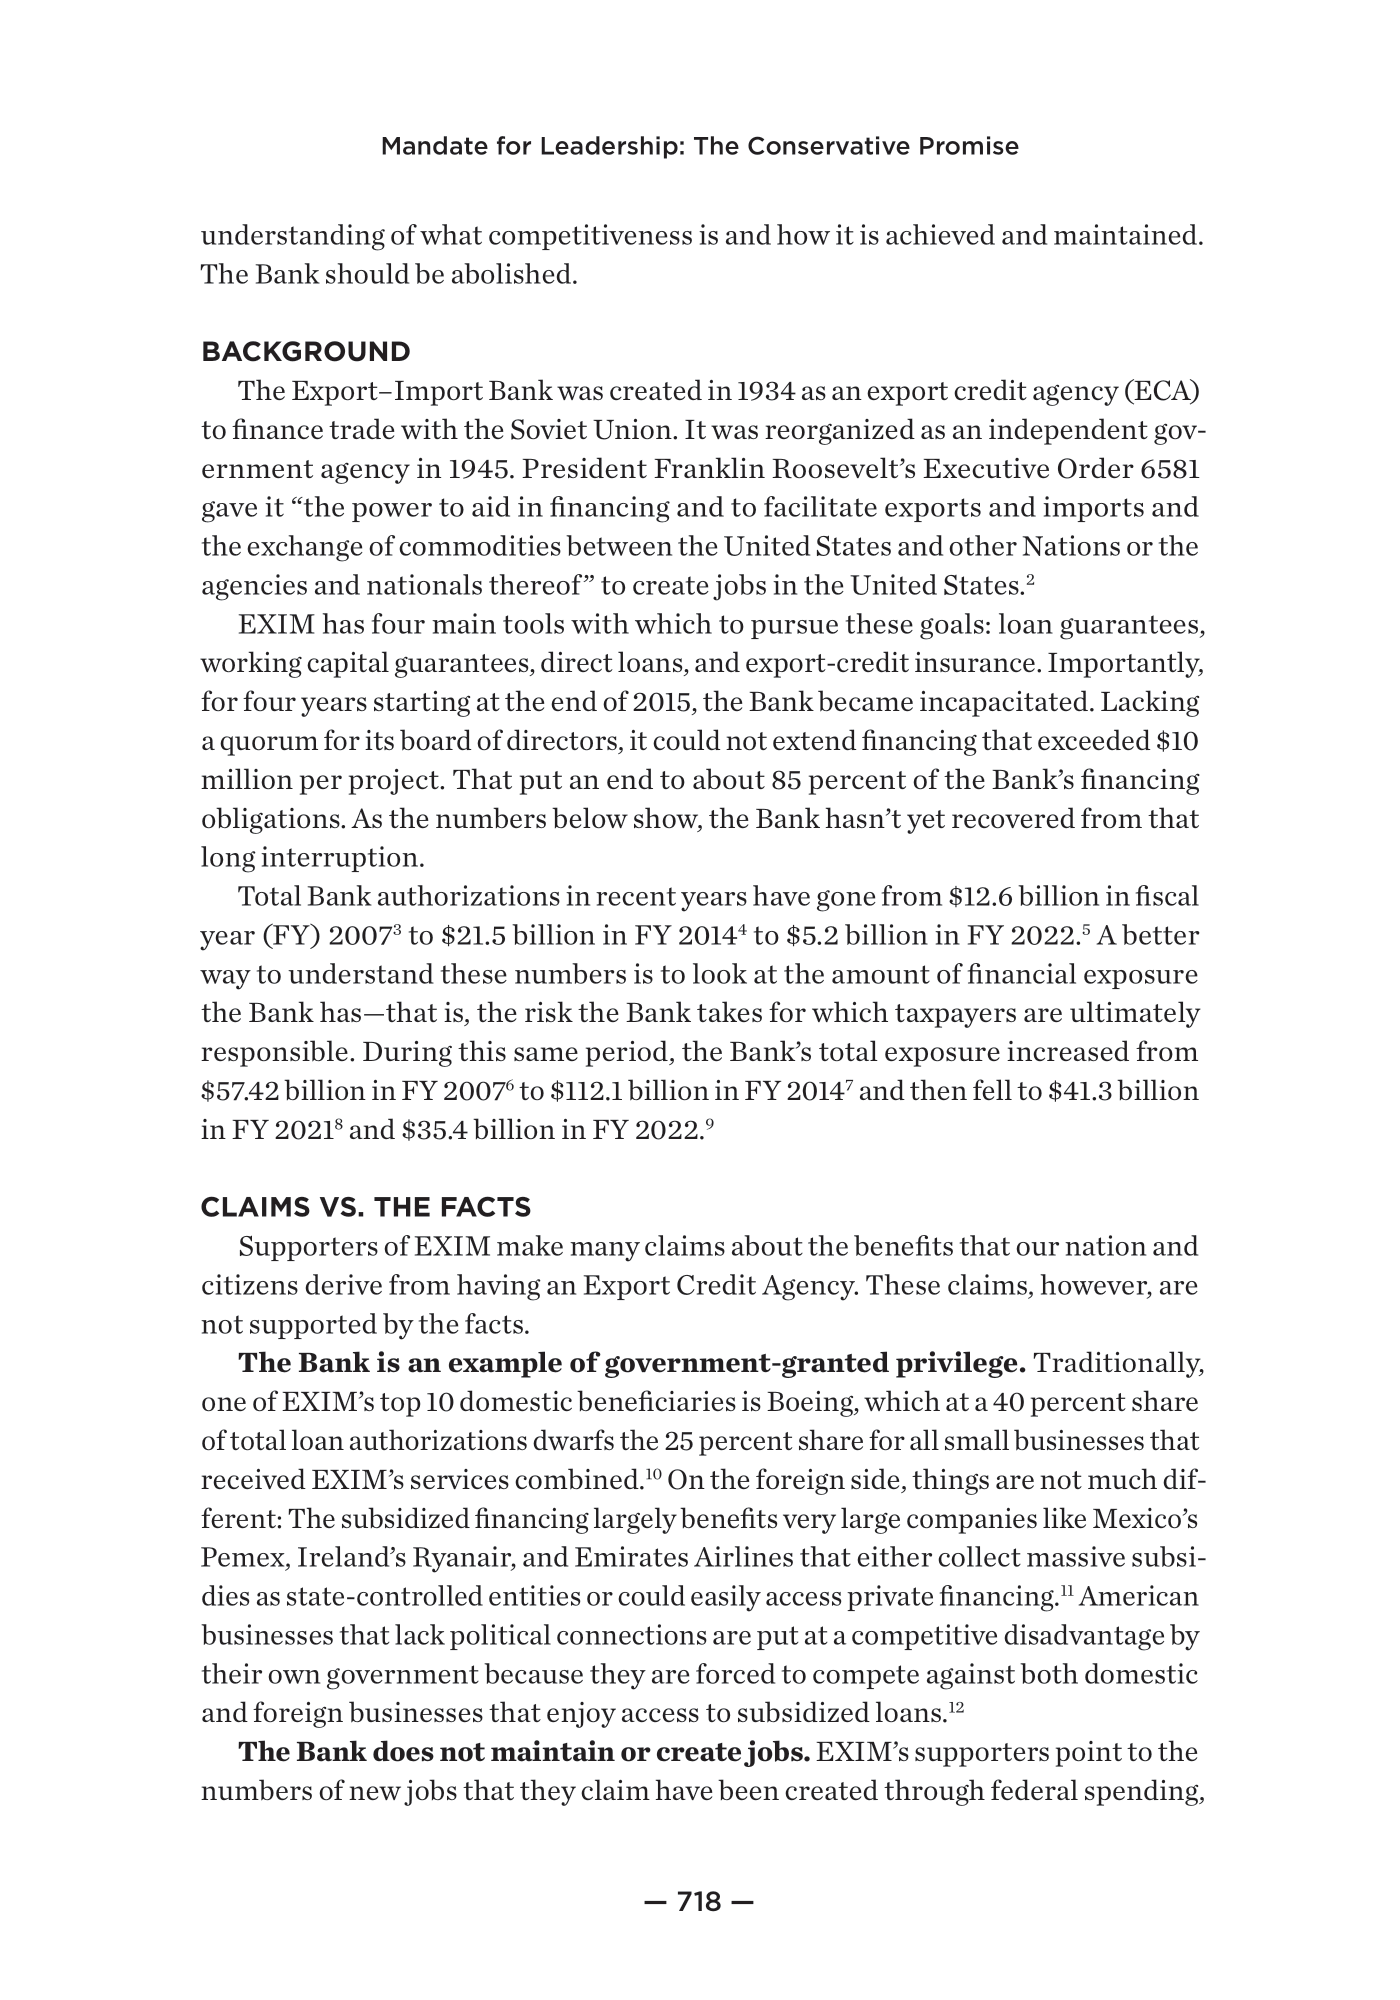 Mandate for Leadership: The Conservative Promise
understanding of what competitiveness is and how it is achieved and maintained.
The Bank should be abolished.
BACKGROUND
The Export–Import Bank was created in 1934 as an export credit agency (ECA)
to finance trade with the Soviet Union. It was reorganized as an independent gov-
ernment agency in 1945. President Franklin Roosevelt’s Executive Order 6581
gave it “the power to aid in financing and to facilitate exports and imports and
the exchange of commodities between the United States and other Nations or the
agencies and nationals thereof” to create jobs in the United States.2
EXIM has four main tools with which to pursue these goals: loan guarantees,
working capital guarantees, direct loans, and export-credit insurance. Importantly,
for four years starting at the end of 2015, the Bank became incapacitated. Lacking
a quorum for its board of directors, it could not extend financing that exceeded $10
million per project. That put an end to about 85 percent of the Bank’s financing
obligations. As the numbers below show, the Bank hasn’t yet recovered from that
long interruption.
Total Bank authorizations in recent years have gone from $12.6 billion in fiscal
year (FY) 20073 to $21.5 billion in FY 20144 to $5.2 billion in FY 2022.5 A better
way to understand these numbers is to look at the amount of financial exposure
the Bank has—that is, the risk the Bank takes for which taxpayers are ultimately
responsible. During this same period, the Bank’s total exposure increased from
$57.42 billion in FY 20076 to $112.1 billion in FY 20147 and then fell to $41.3 billion
in FY 20218 and $35.4 billion in FY 2022.9
CLAIMS VS. THE FACTS
Supporters of EXIM make many claims about the benefits that our nation and
citizens derive from having an Export Credit Agency. These claims, however, are
not supported by the facts.
The Bank is an example of government-granted privilege. Traditionally,
one of EXIM’s top 10 domestic beneficiaries is Boeing, which at a 40 percent share
of total loan authorizations dwarfs the 25 percent share for all small businesses that
received EXIM’s services combined.10 On the foreign side, things are not much dif-
ferent: The subsidized financing largely benefits very large companies like Mexico’s
Pemex, Ireland’s Ryanair, and Emirates Airlines that either collect massive subsi-
dies as state-controlled entities or could easily access private financing.11 American
businesses that lack political connections are put at a competitive disadvantage by
their own government because they are forced to compete against both domestic
and foreign businesses that enjoy access to subsidized loans.12
The Bank does not maintain or create jobs. EXIM’s supporters point to the
numbers of new jobs that they claim have been created through federal spending,
— 718 —